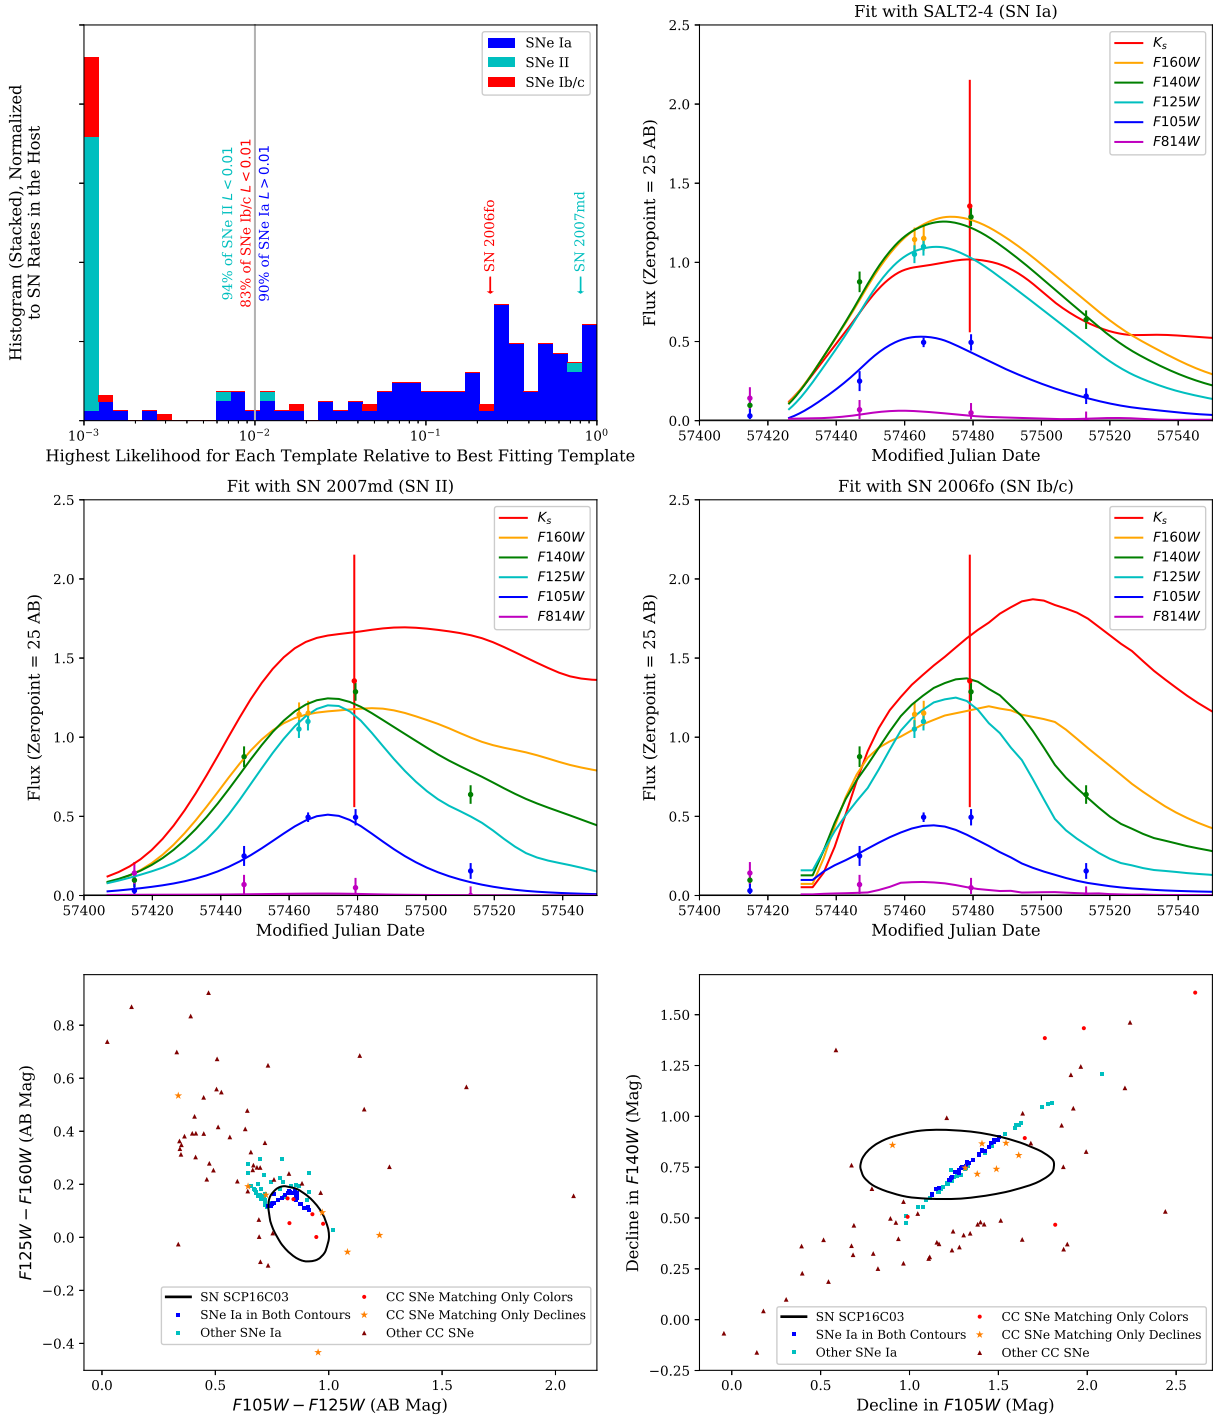 Histogram (Stacked), Normalized
to SN Rates in the Host
SNe Ia
SNe II
SNe Ib/c
94% of SNe II L < 0.01
83% of SNe Ib/c L < 0.01
90% of SNe Ia L > 0.01
SN 2006fo
SN 2007md
10⁻³ 10⁻² 10⁻¹ 10⁰
Highest Likelihood for Each Template Relative to Best Fitting Template
Fit with SALT2-4 (SN Ia)
Flux (Zeropoint = 25 AB)
2.5
2.0
1.5
1.0
0.5
0.0
Kₛ
F160W
F140W
F125W
F105W
F814W
57400 57420 57440 57460 57480 57500 57520 57540
Modified Julian Date
Fit with SN 2007md (SN II)
Flux (Zeropoint = 25 AB)
2.5
2.0
1.5
1.0
0.5
0.0
Kₛ
F160W
F140W
F125W
F105W
F814W
57400 57420 57440 57460 57480 57500 57520 57540
Modified Julian Date
Fit with SN 2006fo (SN Ib/c)
Flux (Zeropoint = 25 AB)
2.5
2.0
1.5
1.0
0.5
0.0
Kₛ
F160W
F140W
F125W
F105W
F814W
57400 57420 57440 57460 57480 57500 57520 57540
Modified Julian Date
F125W − F160W (AB Mag)
0.8
0.6
0.4
0.2
0.0
−0.2
−0.4
SN SCP16C03
SNe Ia in Both Contours
Other SNe Ia
CC SNe Matching Only Colors
CC SNe Matching Only Declines
Other CC SNe
0.0 0.5 1.0 1.5 2.0
F105W − F125W (AB Mag)
Decline in F140W (Mag)
1.50
1.25
1.00
0.75
0.50
0.25
0.00
−0.25
SN SCP16C03
SNe Ia in Both Contours
Other SNe Ia
CC SNe Matching Only Colors
CC SNe Matching Only Declines
Other CC SNe
0.0 0.5 1.0 1.5 2.0 2.5
Decline in F105W (Mag)